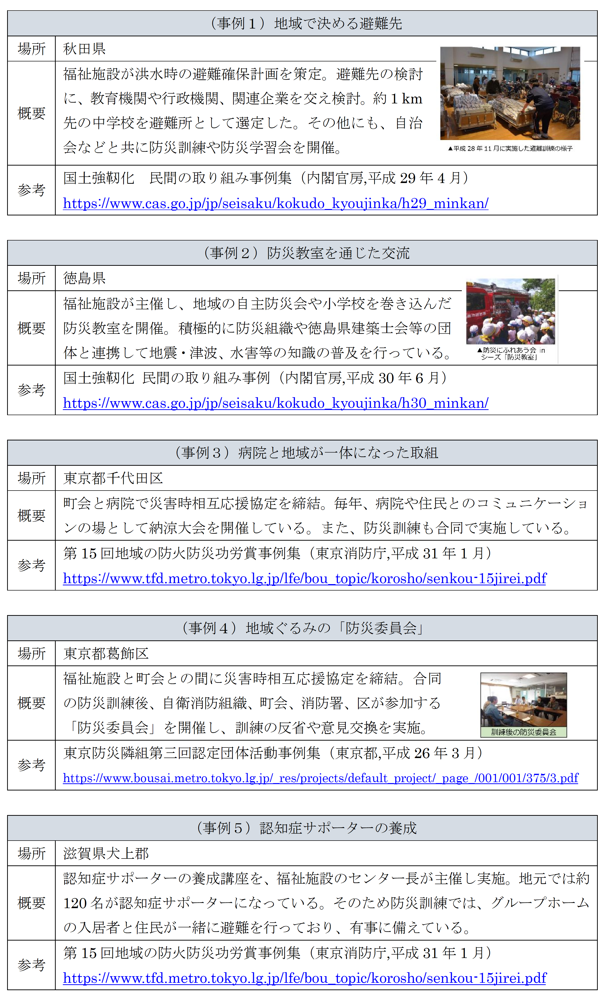 （事例１）地域で決める避難先
場所
秋田県
概要
福祉施設が洪水時の避難確保計画を策定。避難先の検討
に、教育機関や行政機関、関連企業を交え検討。約１km
先の中学校を避難所として選定した。その他にも、自治
会などと共に防災訓練や防災学習会を開催。
▲平成 28 年 11 月に実施した避難訓練の様子
参考
国土強靭化　民間の取り組み事例集（内閣官房,平成 29 年 4 月）
https://www.cas.go.jp/jp/seisaku/kokudo_kyoujinka/h29_minkan/
（事例２）防災教室を通じた交流
場所
徳島県
概要
福祉施設が主催し、地域の自主防災会や小学校を巻き込んだ
防災教室を開催。積極的に防災組織や徳島県建築士会等の団
体と連携して地震・津波、水害等の知識の普及を行っている。
▲防災にふれあう会 in
シーズ「防災教室」
参考
国土強靭化 民間の取り組み事例（内閣官房,平成 30 年 6 月）
https://www.cas.go.jp/jp/seisaku/kokudo_kyoujinka/h30_minkan/
（事例３）病院と地域が一体になった取組
場所
東京都千代田区
概要
町会と病院で災害時相互応援協定を締結。毎年、病院や住民とのコミュニケーショ
ンの場として納涼大会を開催している。また、防災訓練も合同で実施している。
参考
第 15 回地域の防火防災功労賞事例集（東京消防庁,平成 31 年 1 月）
https://www.tfd.metro.tokyo.lg.jp/lfe/bou_topic/korosho/senkou-15jirei.pdf
（事例４）地域ぐるみの「防災委員会」
場所
東京都葛飾区
概要
福祉施設と町会との間に災害時相互応援協定を締結。合同
の防災訓練後、自衛消防組織、町会、消防署、区が参加する
「防災委員会」を開催し、訓練の反省や意見交換を実施。
訓練後の防災委員会
参考
東京防災隣組第三回認定団体活動事例集（東京都,平成 26 年 3 月）
https://www.bousai.metro.tokyo.lg.jp/_res/projects/default_project/_page_/001/001/375/3.pdf
（事例５）認知症サポーターの養成
場所
滋賀県犬上郡
概要
認知症サポーターの養成講座を、福祉施設のセンター長が主催し実施。地元では約
120 名が認知症サポーターになっている。そのため防災訓練では、グループホーム
の入居者と住民が一緒に避難を行っており、有事に備えている。
参考
第 15 回地域の防火防災功労賞事例集（東京消防庁,平成 31 年 1 月）
https://www.tfd.metro.tokyo.lg.jp/lfe/bou_topic/korosho/senkou-15jirei.pdf